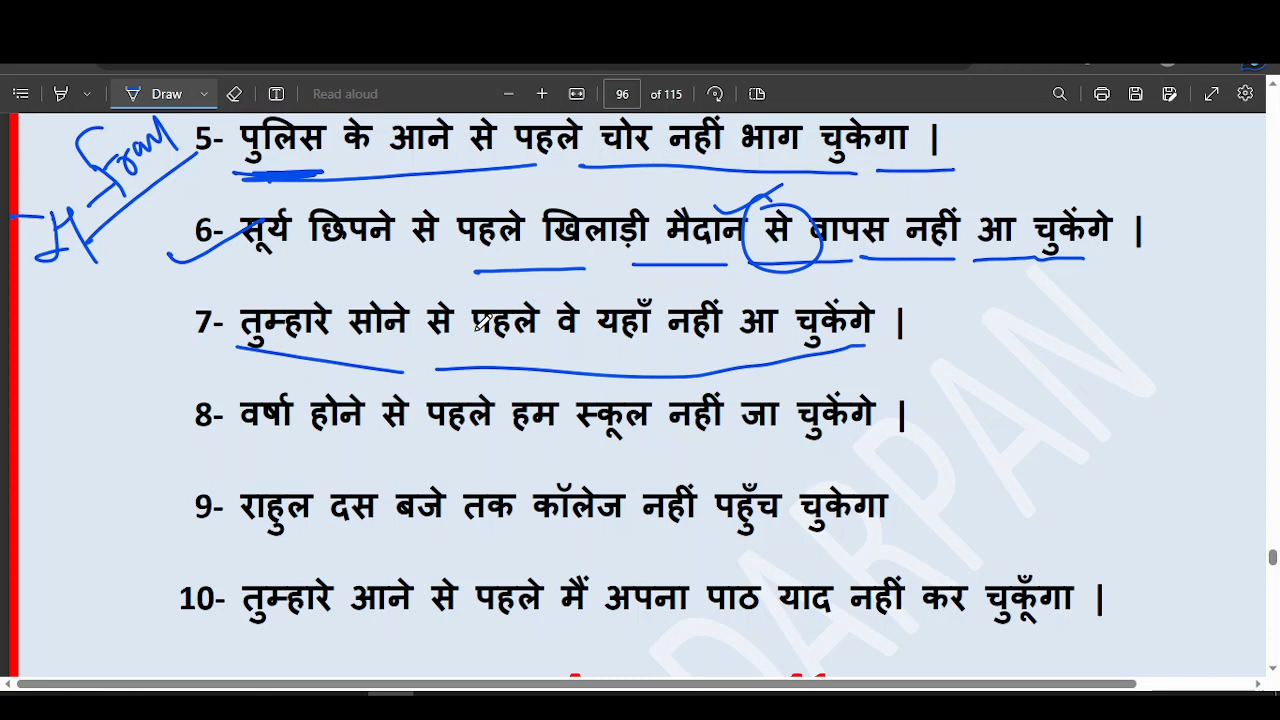 Draw
Read aloud
96 of 115
5- पुलिस के आने से पहले चोर नहीं भाग चुकेगा |
6- सूर्य छिपने से पहले खिलाड़ी मैदान से वापस नहीं आ चुकेंगे |
7- तुम्हारे सोने से पहले वे यहाँ नहीं आ चुकेंगे |
8- वर्षा होने से पहले हम स्कूल नहीं जा चुकेंगे |
9- राहुल दस बजे तक कॉलेज नहीं पहुँच चुकेगा
10- तुम्हारे आने से पहले मैं अपना पाठ याद नहीं कर चुकूँगा |
DARPAN
from